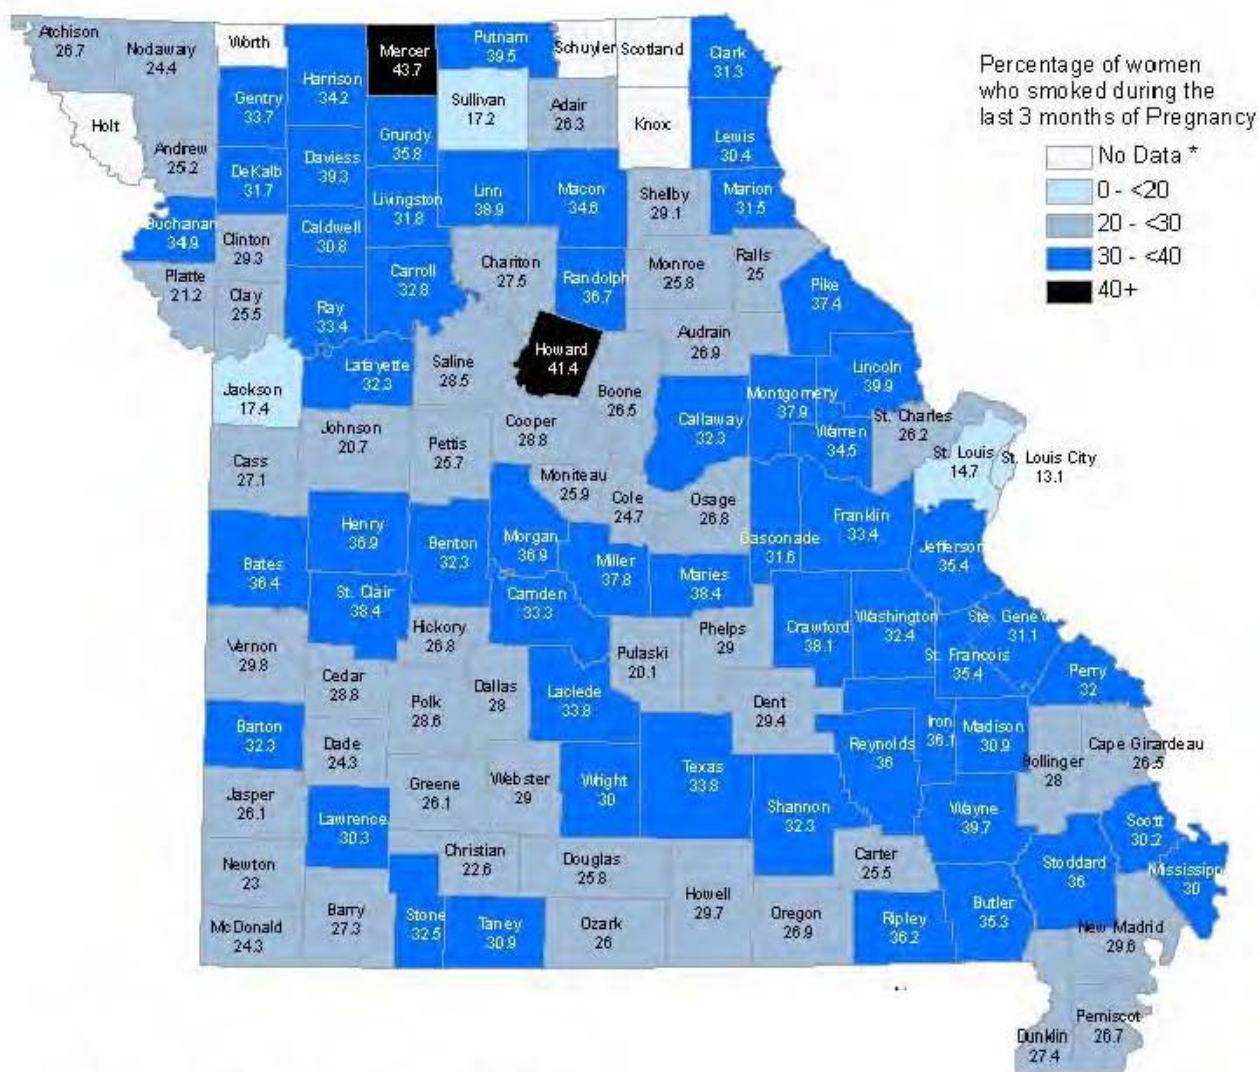 Percentage of women
who smoked during the
last 3 months of Pregnancy
No Data *
0 - <20
20 - <30
30 - <40
40+
Atchison
26.7
Nodaway
24.4
Worth
Harrison
34.2
Mercer
43.7
Putnam
39.5
Schuyler
Scotland
Clark
31.3
Holt
Gentry
33.7
Sullivan
17.2
Adair
26.3
Knox
Lewis
30.4
Andrew
25.2
DeKalb
31.7
Daviess
39.3
Grundy
35.8
Livingston
31.8
Linn
38.9
Macon
34.6
Shelby
29.1
Marion
31.5
Buchanan
34.9
Clinton
29.3
Caldwell
30.8
Platte
21.2
Clay
25.5
Ray
33.4
Carroll
32.8
Chariton
27.5
Randolph
36.7
Monroe
25.8
Ralls
25
Pike
37.4
Audrain
26.9
Jackson
17.4
Lafayette
32.3
Saline
28.5
Howard
41.4
Boone
26.5
Callaway
32.3
Montgomery
37.9
Lincoln
39.9
Warren
34.5
St. Charles
26.2
St. Louis
14.7
St. Louis City
13.1
Cass
27.1
Johnson
20.7
Pettis
25.7
Cooper
28.8
Moniteau
25.9
Cole
24.7
Osage
26.8
Gasconade
31.6
Franklin
33.4
Jefferson
35.4
Bates
36.4
Henry
36.9
Benton
32.3
Morgan
36.9
Miller
37.8
Maries
38.4
St. Clair
38.4
Camden
33.3
Vernon
29.8
Hickory
26.8
Pulaski
20.1
Phelps
29
Crawford
38.1
Washington
32.4
Ste. Genev
31.1
St. Francois
35.4
Perry
32
Cedar
28.8
Polk
28.6
Dallas
28
Laclede
33.8
Dent
29.4
Iron
36.1
Madison
30.9
Bollinger
28
Cape Girardeau
26.5
Barton
32.3
Dade
24.3
Greene
26.1
Webster
29
Wright
30
Texas
33.8
Reynolds
36
Jasper
26.1
Lawrence
30.3
Shannon
32.3
Wayne
39.7
Scott
30.2
Newton
23
Christian
22.6
Douglas
25.8
Carter
25.5
Stoddard
36
Mississippi
30
McDonald
24.3
Barry
27.3
Stone
32.5
Taney
30.9
Ozark
26
Howell
29.7
Oregon
26.9
Ripley
36.2
Butler
35.3
New Madrid
29.6
Pemiscot
26.7
Dunklin
27.4